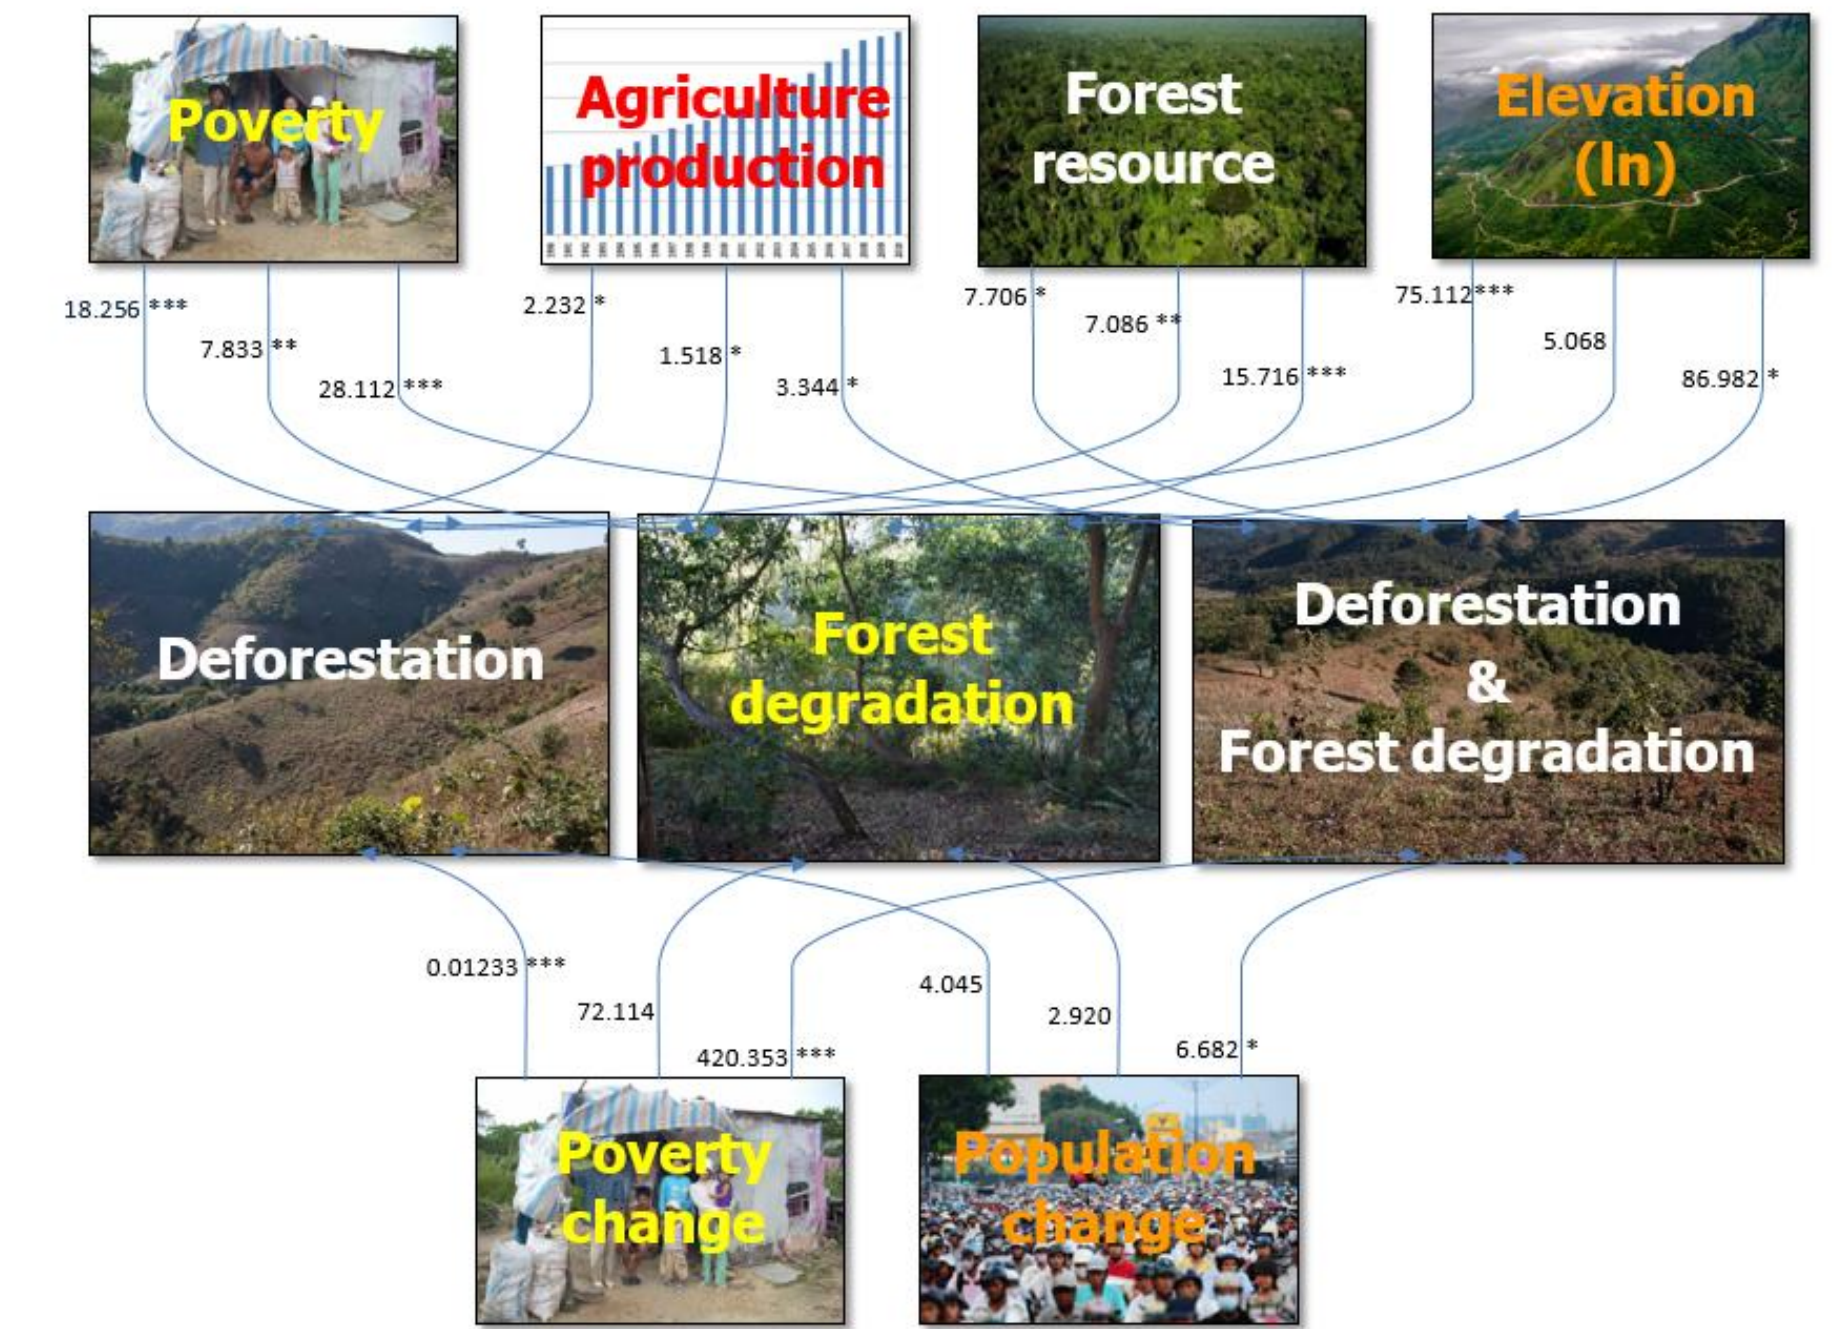 Poverty
Agriculture
production
Forest
resource
Elevation
(ln)
18.256 ***
7.833 **
28.112 ***
2.232 *
1.518 *
3.344 *
7.706 *
7.086 **
15.716 ***
75.112***
5.068
86.982 *
Deforestation
Forest
degradation
Deforestation
&
Forest degradation
0.01233 ***
72.114
420.353 ***
4.045
2.920
6.682 *
Poverty
change
Population
change